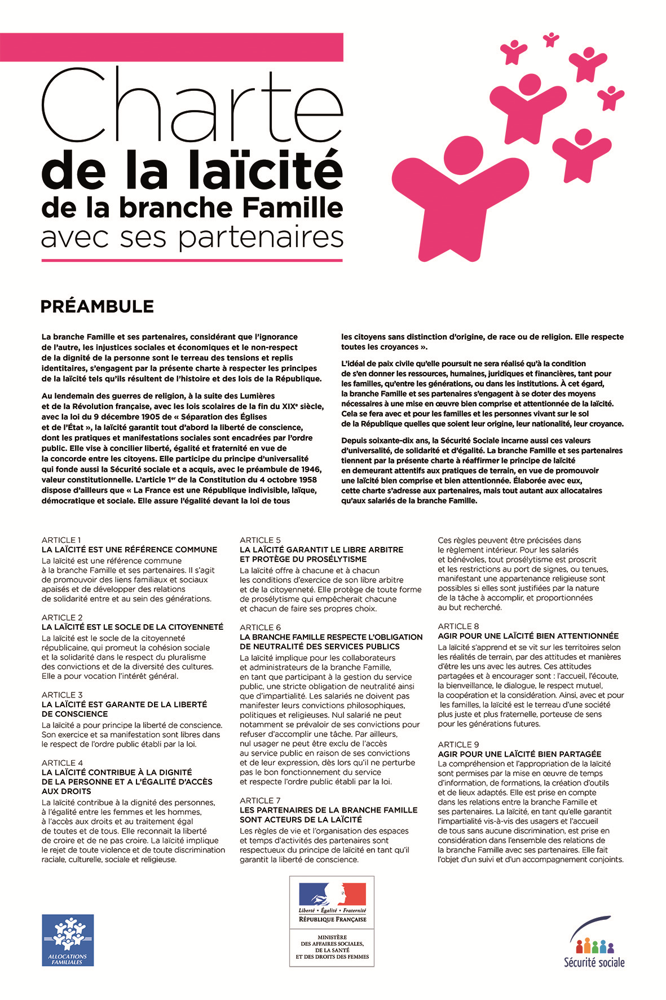 Charte
de la laïcité
de la branche Famille
avec ses partenaires
PRÉAMBULE
La branche Famille et ses partenaires, considérant que l’ignorance
de l’autre, les injustices sociales et économiques et le non-respect
de la dignité de la personne sont le terreau des tensions et replis
identitaires, s’engagent par la présente charte à respecter les principes
de la laïcité tels qu’ils résultent de l’histoire et des lois de la République.
Au lendemain des guerres de religion, à la suite des Lumières
et de la Révolution française, avec les lois scolaires de la fin du XIXe siècle,
avec la loi du 9 décembre 1905 de « Séparation des Églises
et de l’État », la laïcité garantit tout d’abord la liberté de conscience,
dont les pratiques et manifestations sociales sont encadrées par l’ordre
public. Elle vise à concilier liberté, égalité et fraternité en vue de
la concorde entre les citoyens. Elle participe du principe d’universalité
qui fonde aussi la Sécurité sociale et a acquis, avec le préambule de 1946,
valeur constitutionnelle. L’article 1er de la Constitution du 4 octobre 1958
dispose d’ailleurs que « La France est une République indivisible, laïque,
démocratique et sociale. Elle assure l’égalité devant la loi de tous
les citoyens sans distinction d’origine, de race ou de religion. Elle respecte
toutes les croyances ».
L’idéal de paix civile qu’elle poursuit ne sera réalisé qu’à la condition
de s’en donner les ressources, humaines, juridiques et financières, tant pour
les familles, qu’entre les générations, ou dans les institutions. À cet égard,
la branche Famille et ses partenaires s’engagent à se doter des moyens
nécessaires à une mise en œuvre bien comprise et attentionnée de la laïcité.
Cela se fera avec et pour les familles et les personnes vivant sur le sol
de la République quelles que soient leur origine, leur nationalité, leur croyance.
Depuis soixante-dix ans, la Sécurité Sociale incarne aussi ces valeurs
d’universalité, de solidarité et d’égalité. La branche Famille et ses partenaires
tiennent par la présente charte à réaffirmer le principe de laïcité
en demeurant attentifs aux pratiques de terrain, en vue de promouvoir
une laïcité bien comprise et bien attentionnée. Élaborée avec eux,
cette charte s’adresse aux partenaires, mais tout autant aux allocataires
qu’aux salariés de la branche Famille.
ARTICLE 1
LA LAÏCITÉ EST UNE RÉFÉRENCE COMMUNE
La laïcité est une référence commune
à la branche Famille et ses partenaires. Il s’agit
de promouvoir des liens familiaux et sociaux
apaisés et de développer des relations
de solidarité entre et au sein des générations.
ARTICLE 2
LA LAÏCITÉ EST LE SOCLE DE LA CITOYENNETÉ
La laïcité est le socle de la citoyenneté
républicaine, qui promeut la cohésion sociale
et la solidarité dans le respect du pluralisme
des convictions et de la diversité des cultures.
Elle a pour vocation l’intérêt général.
ARTICLE 3
LA LAÏCITÉ EST GARANTE DE LA LIBERTÉ
DE CONSCIENCE
La laïcité a pour principe la liberté de conscience.
Son exercice et sa manifestation sont libres dans
le respect de l’ordre public établi par la loi.
ARTICLE 4
LA LAÏCITÉ CONTRIBUE À LA DIGNITÉ
DE LA PERSONNE ET A L’ÉGALITÉ D’ACCÈS
AUX DROITS
La laïcité contribue à la dignité des personnes,
à l’égalité entre les femmes et les hommes,
à l’accès aux droits et au traitement égal
de toutes et de tous. Elle reconnait la liberté
de croire et de ne pas croire. La laïcité implique
le rejet de toute violence et de toute discrimination
raciale, culturelle, sociale et religieuse.
ARTICLE 5
LA LAÏCITÉ GARANTIT LE LIBRE ARBITRE
ET PROTÈGE DU PROSÉLYTISME
La laïcité offre à chacune et à chacun
les conditions d’exercice de son libre arbitre
et de la citoyenneté. Elle protège de toute forme
de prosélytisme qui empêcherait chacune
et chacun de faire ses propres choix.
ARTICLE 6
LA BRANCHE FAMILLE RESPECTE L’OBLIGATION
DE NEUTRALITÉ DES SERVICES PUBLICS
La laïcité implique pour les collaborateurs
et administrateurs de la branche Famille,
en tant que participant à la gestion du service
public, une stricte obligation de neutralité ainsi
que d’impartialité. Les salariés ne doivent pas
manifester leurs convictions philosophiques,
politiques et religieuses. Nul salarié ne peut
notamment se prévaloir de ses convictions pour
refuser d’accomplir une tâche. Par ailleurs,
nul usager ne peut être exclu de l’accès
au service public en raison de ses convictions
et de leur expression, dès lors qu’il ne perturbe
pas le bon fonctionnement du service
et respecte l’ordre public établi par la loi.
ARTICLE 7
LES PARTENAIRES DE LA BRANCHE FAMILLE
SONT ACTEURS DE LA LAÏCITÉ
Les règles de vie et l’organisation des espaces
et temps d’activités des partenaires sont
respectueux du principe de laïcité en tant qu’il
garantit la liberté de conscience.
Ces règles peuvent être précisées dans
le règlement intérieur. Pour les salariés
et bénévoles, tout prosélytisme est proscrit
et les restrictions au port de signes, ou tenues,
manifestant une appartenance religieuse sont
possibles si elles sont justifiées par la nature
de la tâche à accomplir, et proportionnées
au but recherché.
ARTICLE 8
AGIR POUR UNE LAÏCITÉ BIEN ATTENTIONNÉE
La laïcité s’apprend et se vit sur les territoires selon
les réalités de terrain, par des attitudes et manières
d’être les uns avec les autres. Ces attitudes
partagées et à encourager sont : l’accueil, l’écoute,
la bienveillance, le dialogue, le respect mutuel,
la coopération et la considération. Ainsi, avec et pour
les familles, la laïcité est le terreau d’une société
plus juste et plus fraternelle, porteuse de sens
pour les générations futures.
ARTICLE 9
AGIR POUR UNE LAÏCITÉ BIEN PARTAGÉE
La compréhension et l’appropriation de la laïcité
sont permises par la mise en œuvre de temps
d’information, de formations, la création d’outils
et de lieux adaptés. Elle est prise en compte
dans les relations entre la branche Famille et
ses partenaires. La laïcité, en tant qu’elle garantit
l’impartialité vis-à-vis des usagers et l’accueil
de tous sans aucune discrimination, est prise en
considération dans l’ensemble des relations de
la branche Famille avec ses partenaires. Elle fait
l’objet d’un suivi et d’un accompagnement conjoints.
ALLOCATIONS
FAMILIALES
Liberté • Égalité • Fraternité
RÉPUBLIQUE FRANÇAISE
MINISTÈRE
DES AFFAIRES SOCIALES,
DE LA SANTÉ
ET DES DROITS DES FEMMES
Sécurité sociale